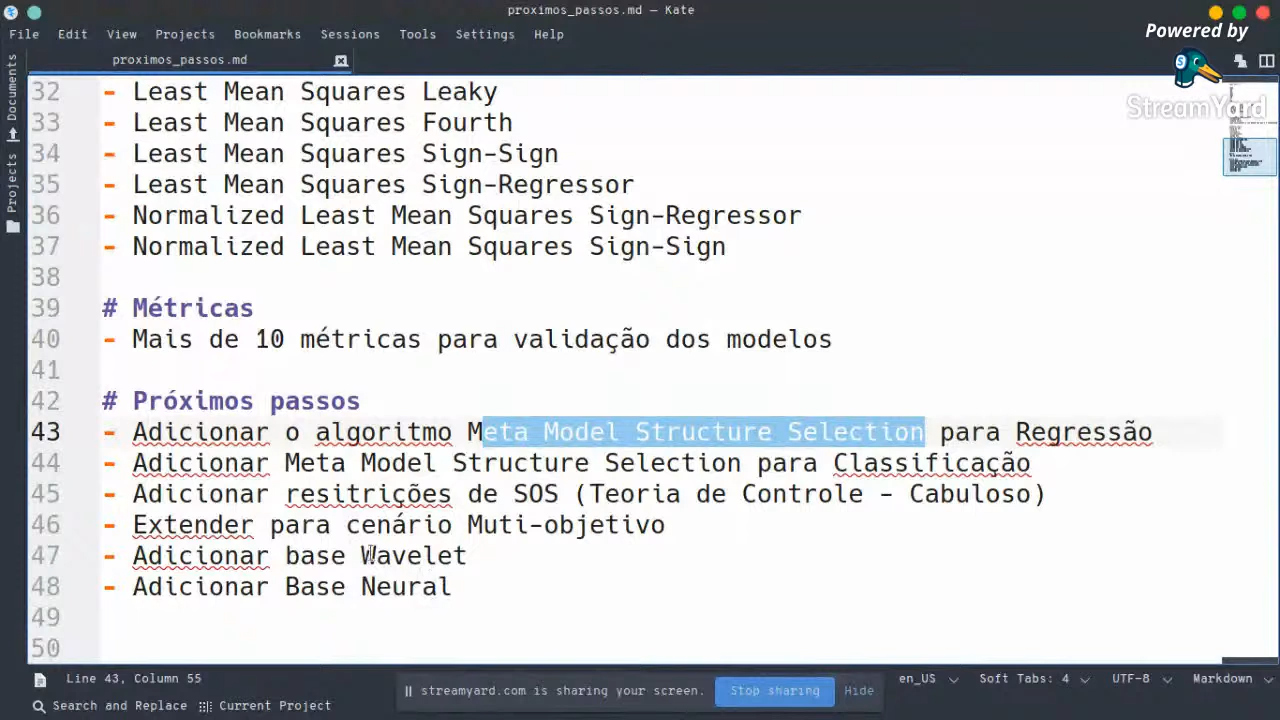 proximos_passos.md — Kate
File Edit View Projects Bookmarks Sessions Tools Settings Help
Powered by
StreamYard
proximos_passos.md
Documents
Projects
32 - Least Mean Squares Leaky
33 - Least Mean Squares Fourth
34 - Least Mean Squares Sign-Sign
35 - Least Mean Squares Sign-Regressor
36 - Normalized Least Mean Squares Sign-Regressor
37 - Normalized Least Mean Squares Sign-Sign
38
39 # Métricas
40 - Mais de 10 métricas para validação dos modelos
41
42 # Próximos passos
43 - Adicionar o algoritmo Meta Model Structure Selection para Regressão
44 - Adicionar Meta Model Structure Selection para Classificação
45 - Adicionar resitrições de SOS (Teoria de Controle - Cabuloso)
46 - Extender para cenário Muti-objetivo
47 - Adicionar base Wavelet
48 - Adicionar Base Neural
49
50
Line 43, Column 55
streamyard.com is sharing your screen. Stop sharing Hide
en_US Soft Tabs: 4 UTF-8 Markdown
Search and Replace Current Project